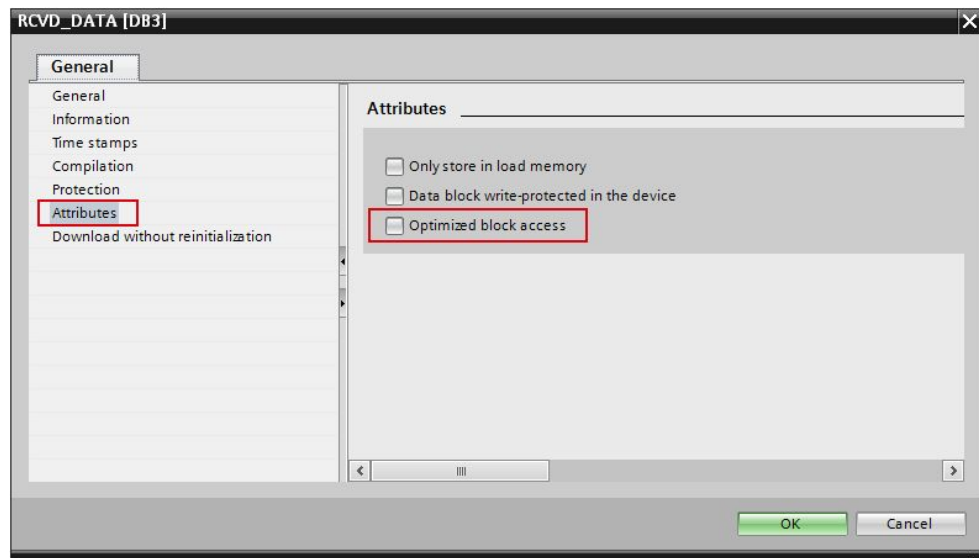 RCVD_DATA [DB3]
General
General
Information
Time stamps
Compilation
Protection
Attributes
Download without reinitialization
Attributes
Only store in load memory
Data block write-protected in the device
Optimized block access
OK
Cancel